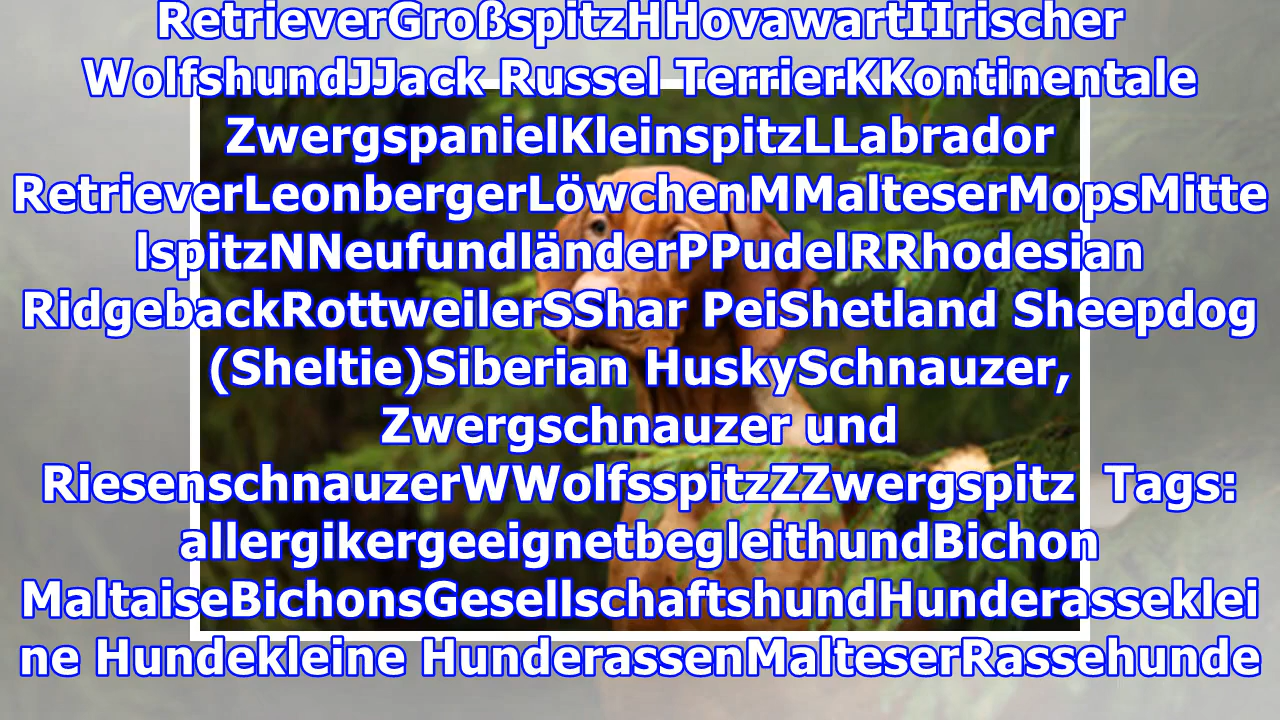 RetrieverGroßspitzHHovawartIIrischer
WolfshundJJack Russel TerrierKKontinentale
ZwergspanielKleinspitzLLabrador
RetrieverLeonbergerLöwchenMMalteserMopsMitte
lspitzNNeufundländerPPudelRRhodesian
RidgebackRottweilerSShar PeiShetland Sheepdog
(Sheltie)Siberian HuskySchnauzer,
Zwergschnauzer und
RiesenschnauzerWWolfsspitzZZwergspitz  Tags:
allergikergeeignetbegleithundBichon
MaltaiseBichonsGesellschaftshundHunderasseklei
ne Hundekleine HunderassenMalteserRassehunde